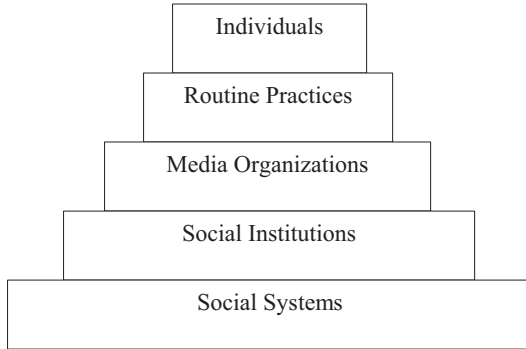 Individuals
Routine Practices
Media Organizations
Social Institutions
Social Systems